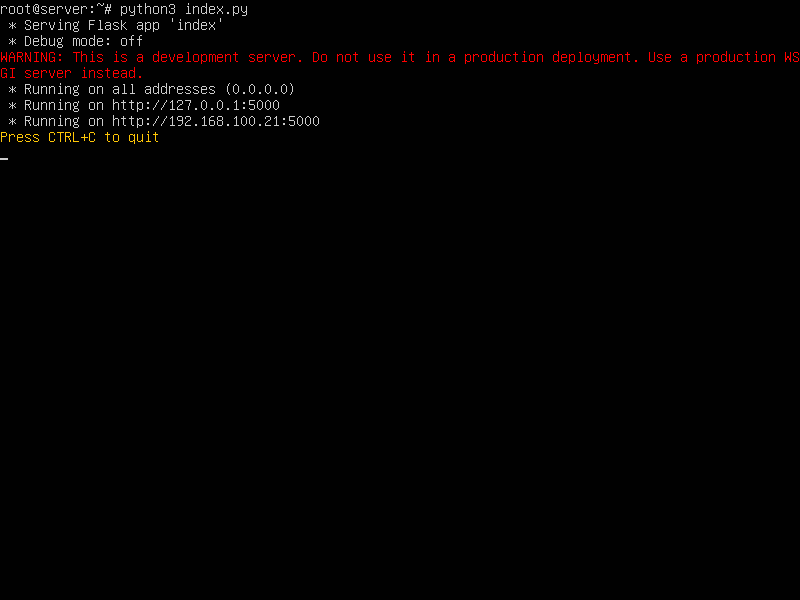 root@server:~# python3 index.py
 * Serving Flask app 'index'
 * Debug mode: off
WARNING: This is a development server. Do not use it in a production deployment. Use a production WS
GI server instead.
 * Running on all addresses (0.0.0.0)
 * Running on http://127.0.0.1:5000
 * Running on http://192.168.100.21:5000
Press CTRL+C to quit